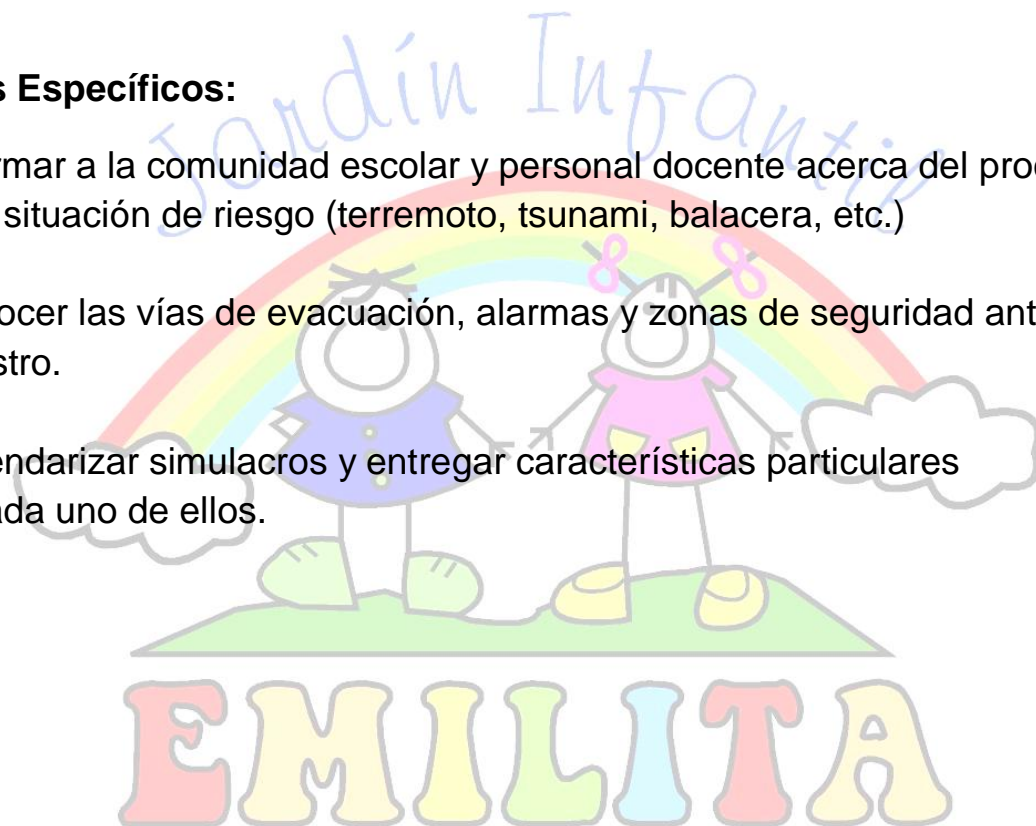 Jardín Infantil
s Específicos:
rmar a la comunidad escolar y personal docente acerca del pro
situación de riesgo (terremoto, tsunami, balacera, etc.)
ocer las vías de evacuación, alarmas y zonas de seguridad ant
stro.
endarizar simulacros y entregar características particulares
ada uno de ellos.
EMILITA